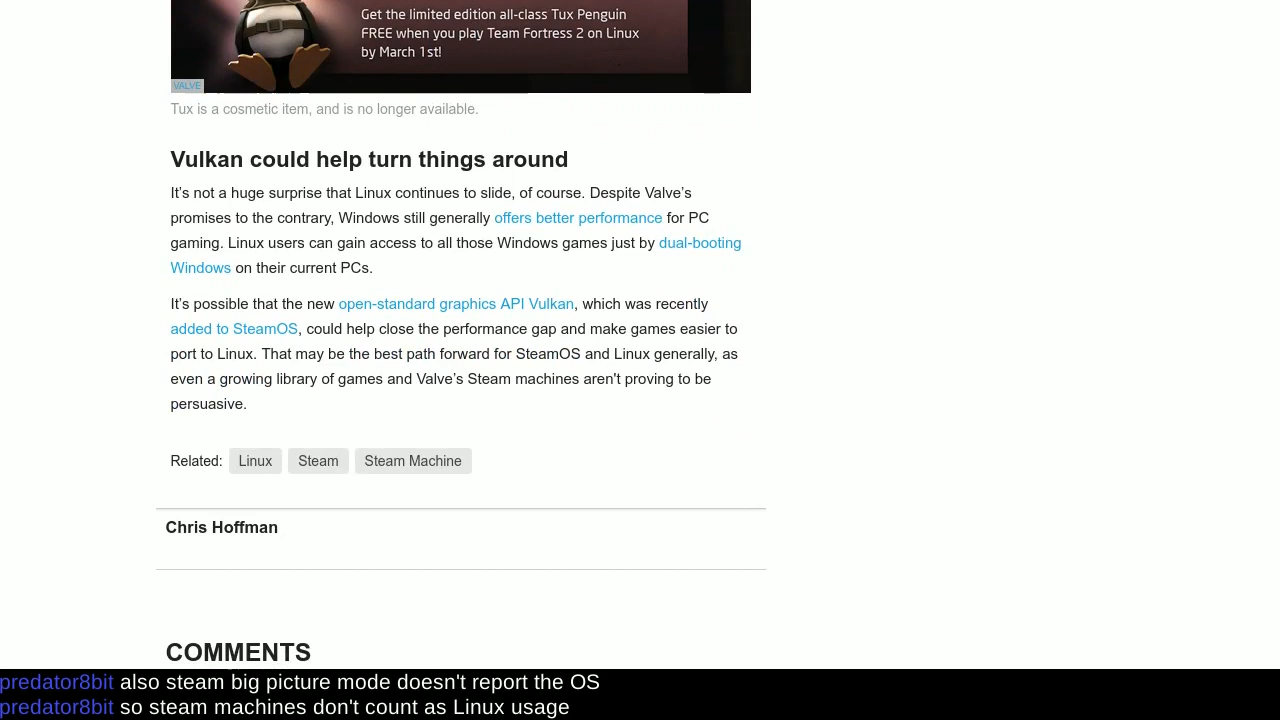 Get the limited edition all-class Tux Penguin
FREE when you play Team Fortress 2 on Linux
by March 1st!
VALVE
Tux is a cosmetic item, and is no longer available.
Vulkan could help turn things around
It’s not a huge surprise that Linux continues to slide, of course. Despite Valve’s
promises to the contrary, Windows still generally offers better performance for PC
gaming. Linux users can gain access to all those Windows games just by dual-booting
Windows on their current PCs.
It’s possible that the new open-standard graphics API Vulkan, which was recently
added to SteamOS, could help close the performance gap and make games easier to
port to Linux. That may be the best path forward for SteamOS and Linux generally, as
even a growing library of games and Valve’s Steam machines aren't proving to be
persuasive.
Related: Linux Steam Steam Machine
Chris Hoffman
COMMENTS
predator8bit also steam big picture mode doesn't report the OS
predator8bit so steam machines don't count as Linux usage